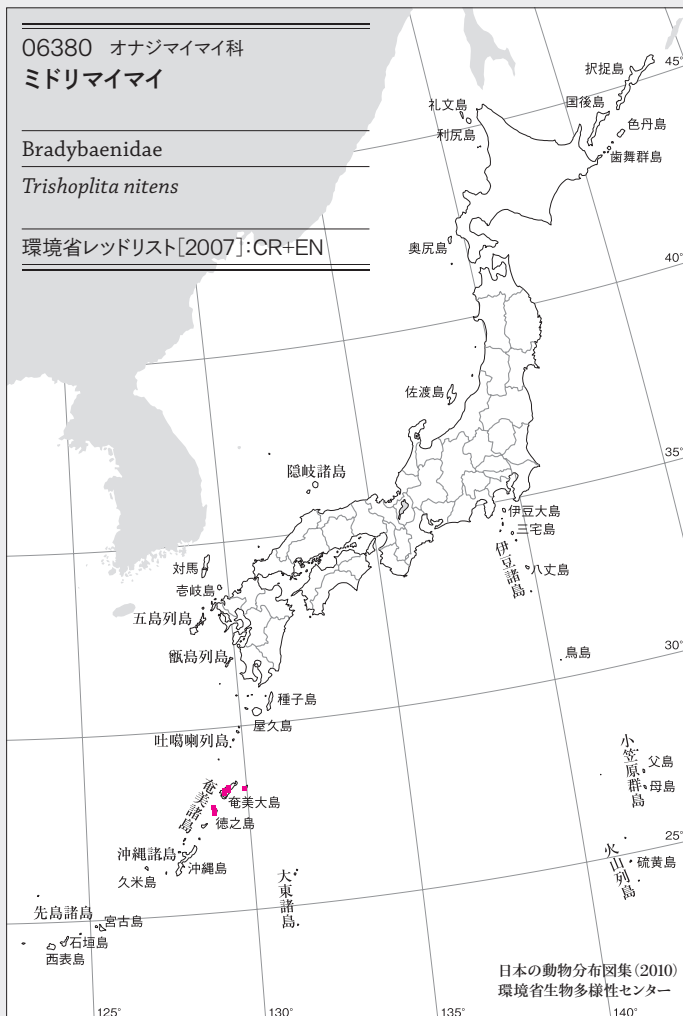 06380 オナジマイマイ科
ミドリマイマイ
Bradybaenidae
Trishoplita nitens
環境省レッドリスト[2007]:CR+EN
択捉島
45°
国後島
礼文島
色丹島
利尻島
歯舞群島
奥尻島
40°
佐渡島
35°
隠岐諸島
伊豆大島
三宅島
伊豆諸島
八丈島
対馬
壱岐島
五島列島
甑島列島
鳥島
30°
種子島
屋久島
吐噶喇列島
小笠原群島
父島
母島
奄美諸島
奄美大島
徳之島
25°
沖縄諸島
沖縄島
久米島
火山列島
硫黄島
大東諸島
先島諸島
宮古島
石垣島
西表島
日本の動物分布図集(2010)
環境省生物多様性センター
125°
130°
135°
140°